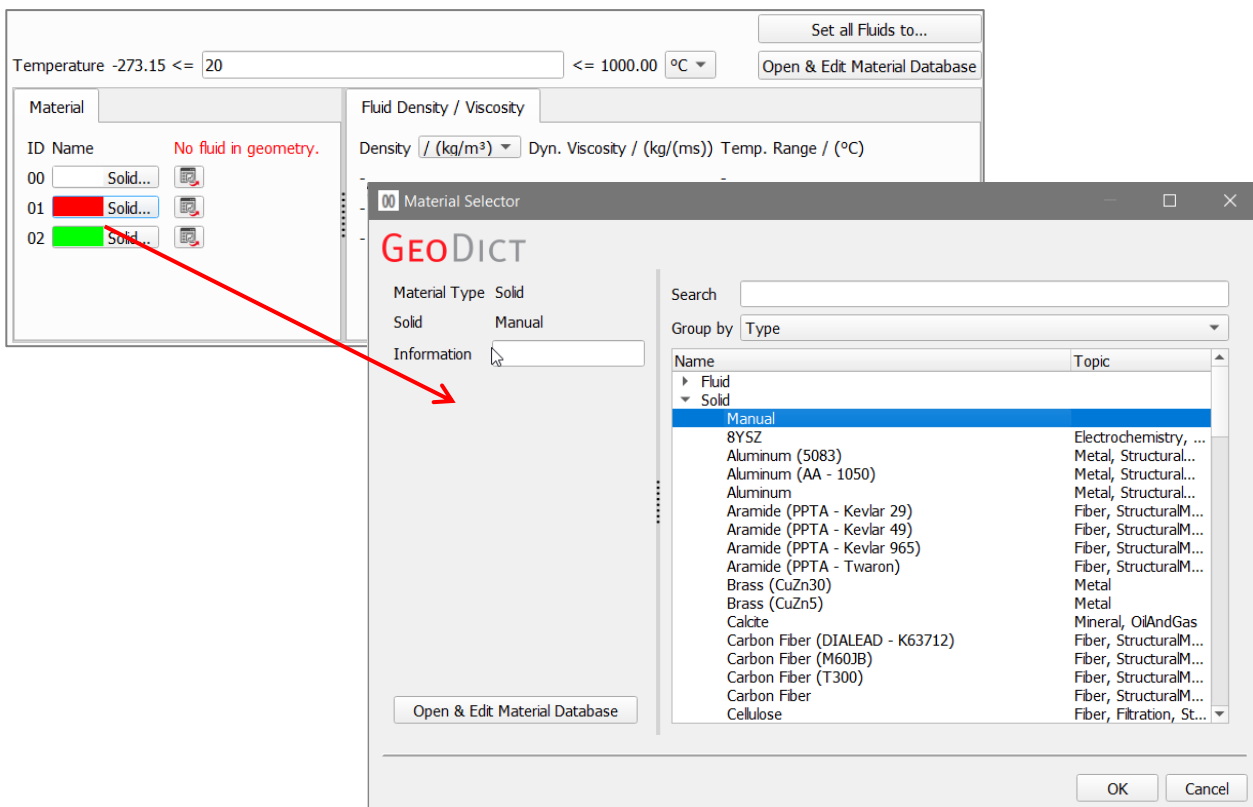 Set all Fluids to...
Temperature -273.15 <= 20 <= 1000.00 °C
Open & Edit Material Database
Material
Fluid Density / Viscosity
ID Name No fluid in geometry.
Density / (kg/m³) Dyn. Viscosity / (kg/(ms)) Temp. Range / (°C)
00 Solid... - -
01 Solid... -
02 Solid... -
00 Material Selector
GEODICT
Material Type Solid
Solid Manual
Information
Open & Edit Material Database
Search
Group by Type
Name Topic
Fluid
Solid
Manual
8YSZ Electrochemistry, ...
Aluminum (5083) Metal, Structural...
Aluminum (AA - 1050) Metal, Structural...
Aluminum Metal, Structural...
Aramide (PPTA - Kevlar 29) Fiber, StructuralM...
Aramide (PPTA - Kevlar 49) Fiber, StructuralM...
Aramide (PPTA - Kevlar 965) Fiber, StructuralM...
Aramide (PPTA - Twaron) Fiber, StructuralM...
Brass (CuZn30) Metal
Brass (CuZn5) Metal
Calcite Mineral, OilAndGas
Carbon Fiber (DIALEAD - K63712) Fiber, StructuralM...
Carbon Fiber (M60JB) Fiber, StructuralM...
Carbon Fiber (T300) Fiber, StructuralM...
Carbon Fiber Fiber, StructuralM...
Cellulose Fiber, Filtration, St...
OK Cancel